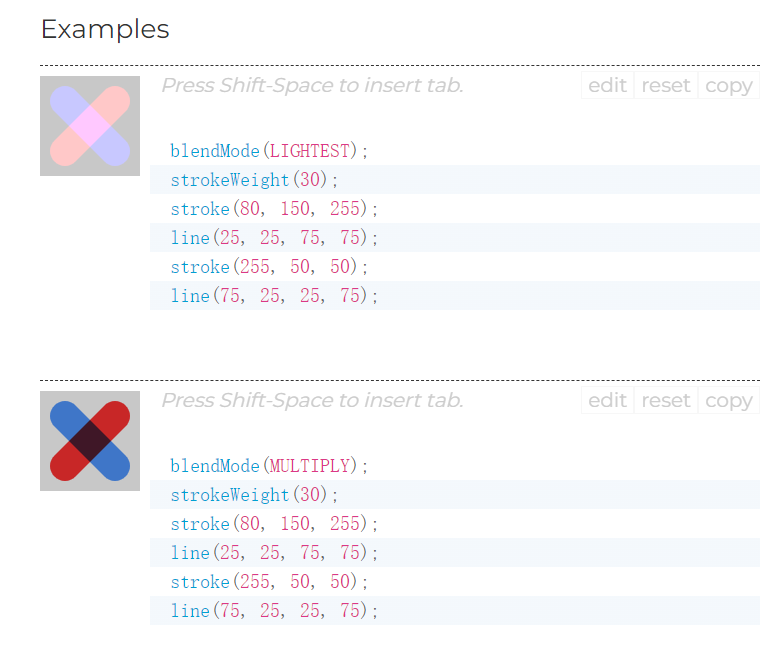 Examples
Press Shift-Space to insert tab.
edit reset copy
blendMode(LIGHTEST);
strokeWeight(30);
stroke(80, 150, 255);
line(25, 25, 75, 75);
stroke(255, 50, 50);
line(75, 25, 25, 75);
Press Shift-Space to insert tab.
edit reset copy
blendMode(MULTIPLY);
strokeWeight(30);
stroke(80, 150, 255);
line(25, 25, 75, 75);
stroke(255, 50, 50);
line(75, 25, 25, 75);